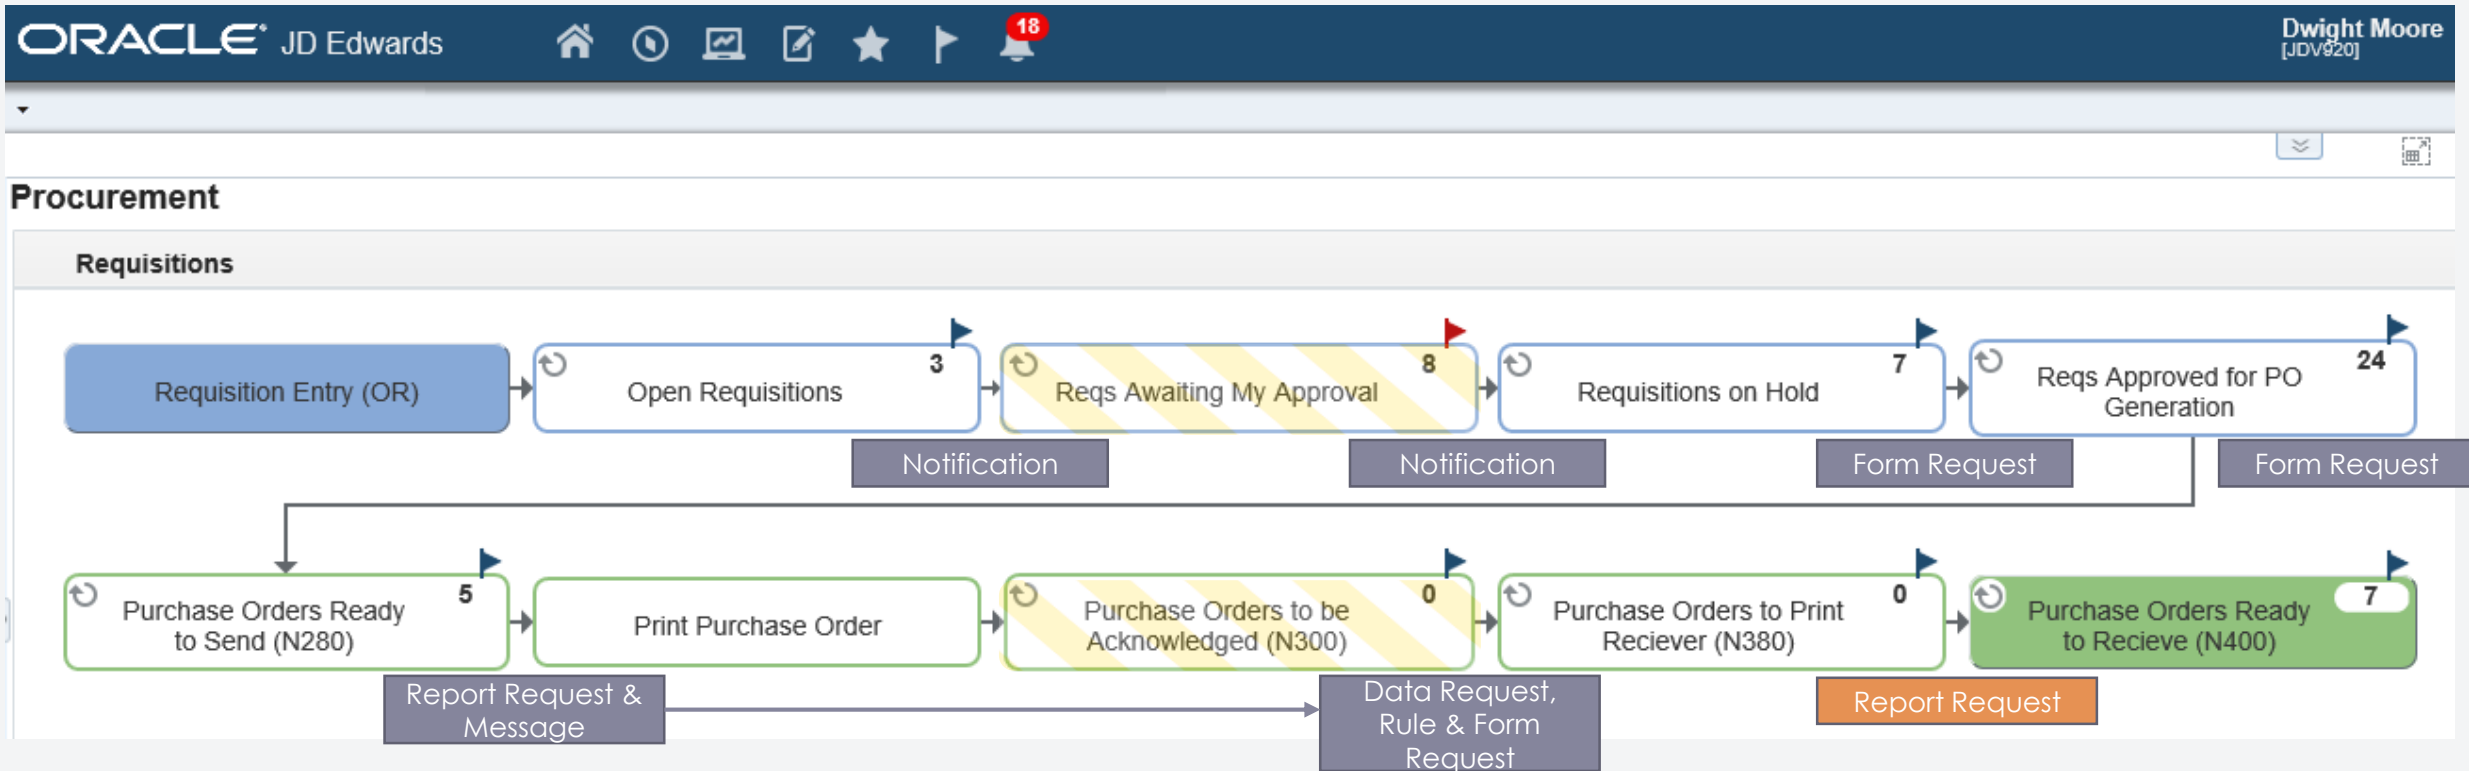 ORACLE JD Edwards
18
Dwight Moore
[JDV920]
Procurement
Requisitions
Requisition Entry (OR)
3
Open Requisitions
8
Reqs Awaiting My Approval
7
Requisitions on Hold
24
Reqs Approved for PO
Generation
Notification
Notification
Form Request
Form Request
5
Purchase Orders Ready
to Send (N280)
Print Purchase Order
0
Purchase Orders to be
Acknowledged (N300)
0
Purchase Orders to Print
Reciever (N380)
7
Purchase Orders Ready
to Recieve (N400)
Report Request &
Message
Data Request,
Rule & Form
Request
Report Request